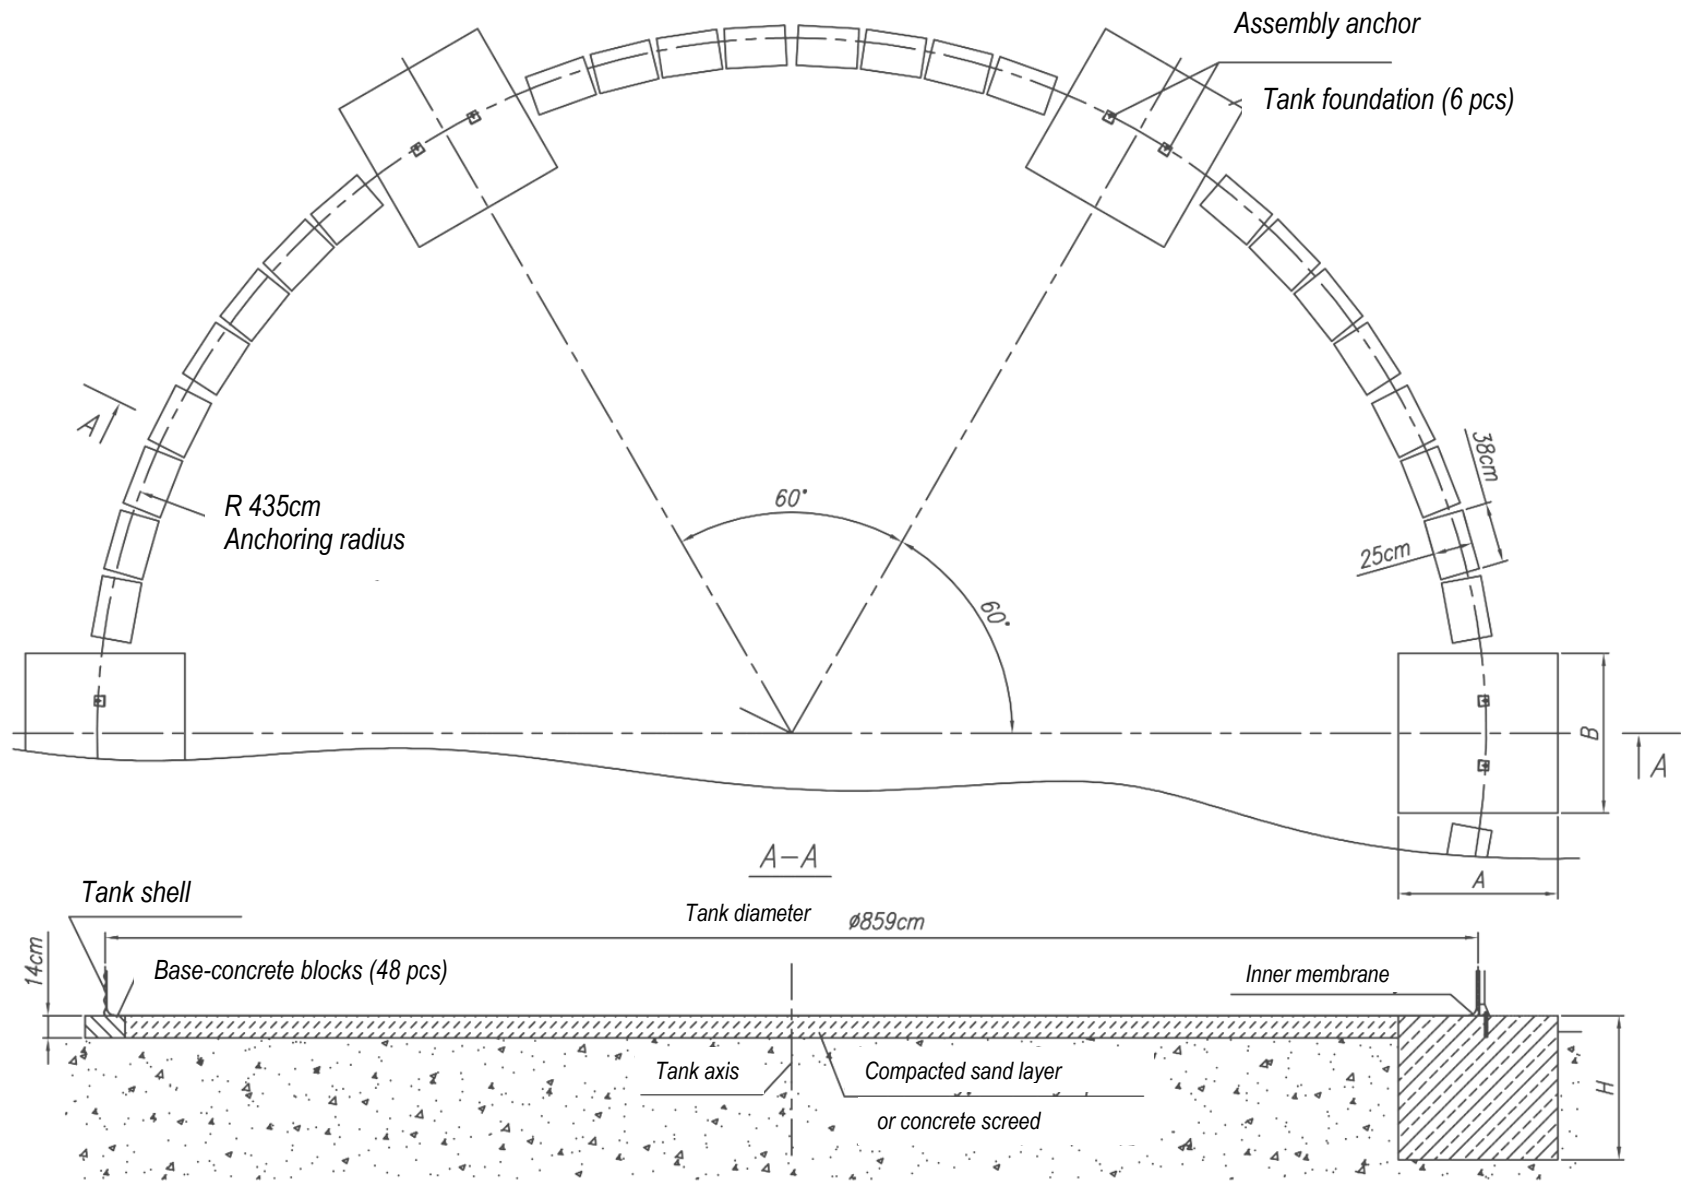 Assembly anchor
Tank foundation (6 pcs)
A
R 435cm
Anchoring radius
60°
60°
38cm
25cm
B
A
A
A-A
Tank shell
Tank diameter
ø859cm
14cm
Base-concrete blocks (48 pcs)
Inner membrane
Tank axis
Compacted sand layer
or concrete screed
H